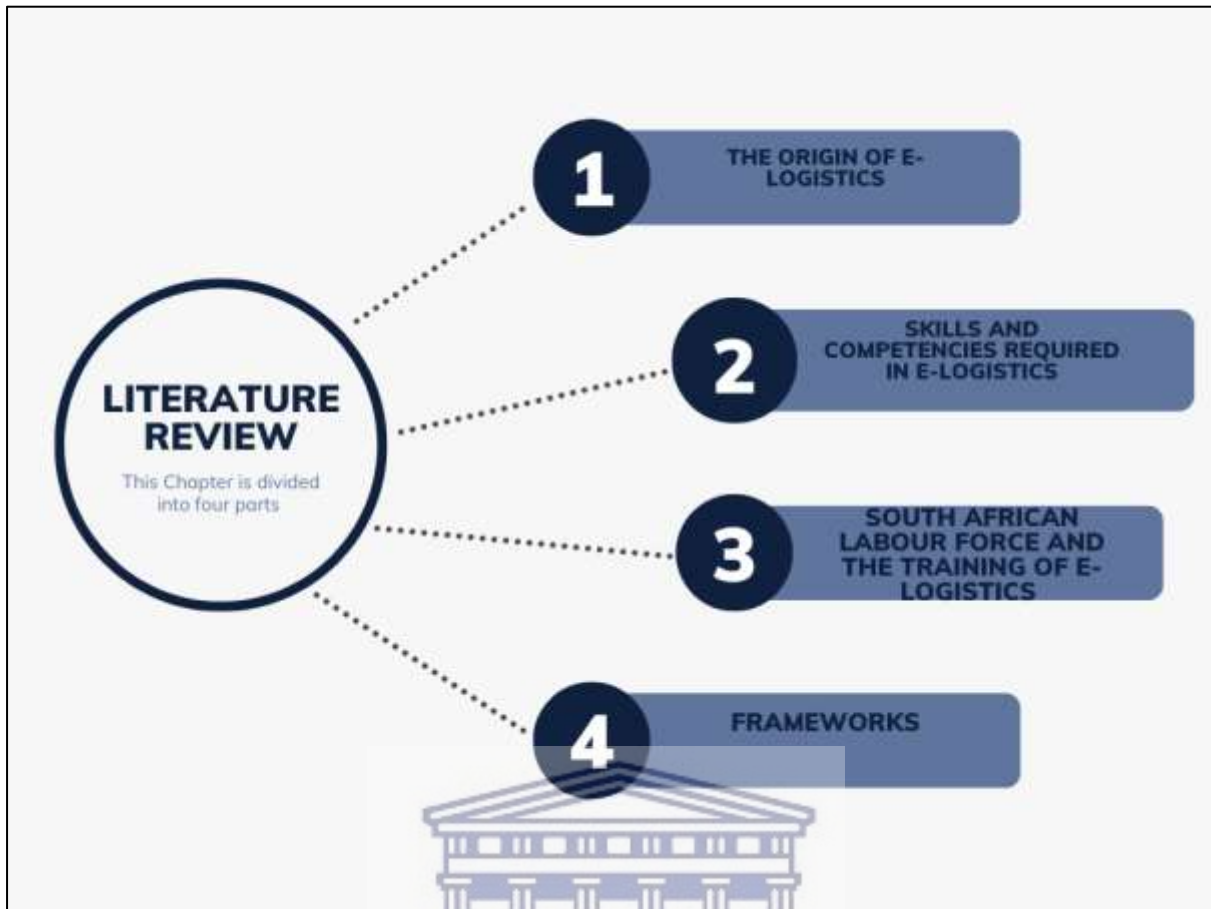 LITERATURE
REVIEW
This Chapter is divided
into four parts
1
THE ORIGIN OF E-
LOGISTICS
2
SKILLS AND
COMPETENCIES REQUIRED
IN E-LOGISTICS
3
SOUTH AFRICAN
LABOUR FORCE AND
THE TRAINING OF E-
LOGISTICS
4
FRAMEWORKS